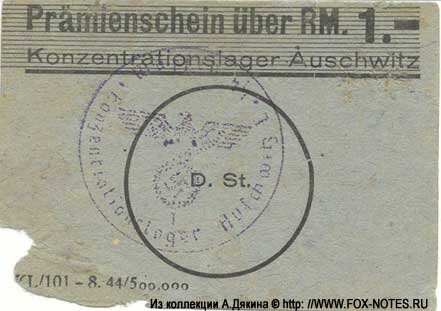 Prämienschein über RM. 1.-
Konzentrationslager Auschwitz
Konzentrationslager Auschwitz
D. St.
KL/101 - 8. 44/500,000
Из коллекции А.Дякина © http://WWW.FOX-NOTES.RU